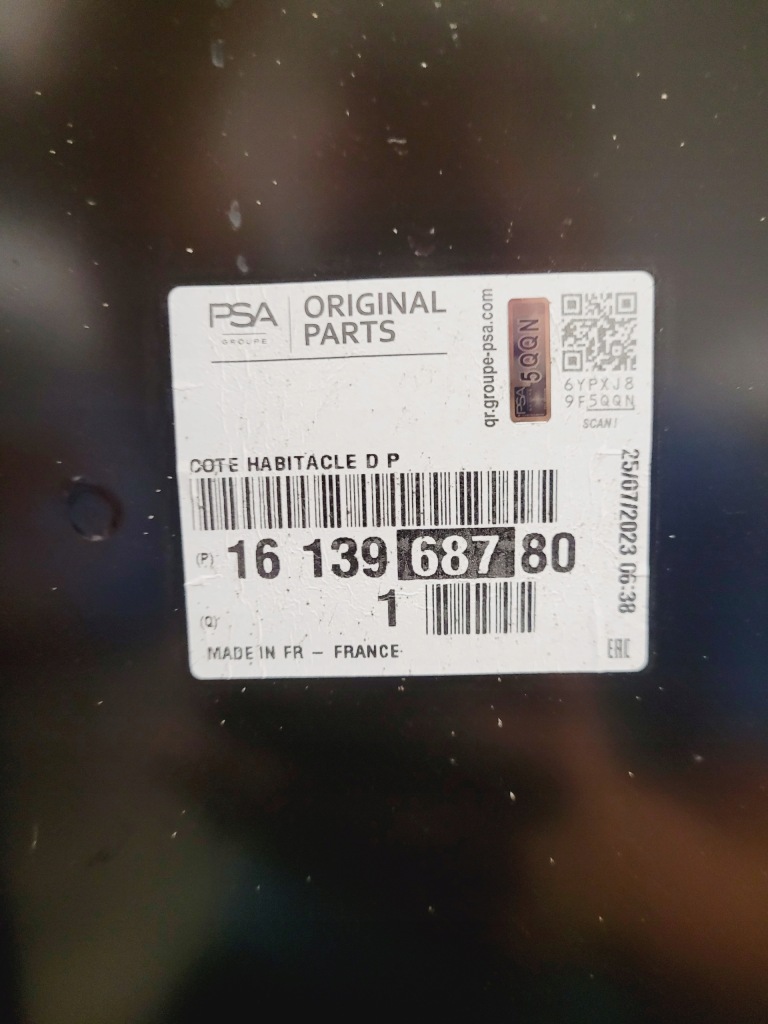 PSA
GROUPE
ORIGINAL
PARTS
qr.groupe-psa.com
PSA 5QQN
6YPXJ8
9F5QQN
SCAN!
COTE HABITACLE D P
(P) 16 139 687 80
(Q) 1
25/07/2023 06:38
MADE IN FR - FRANCE
EAC